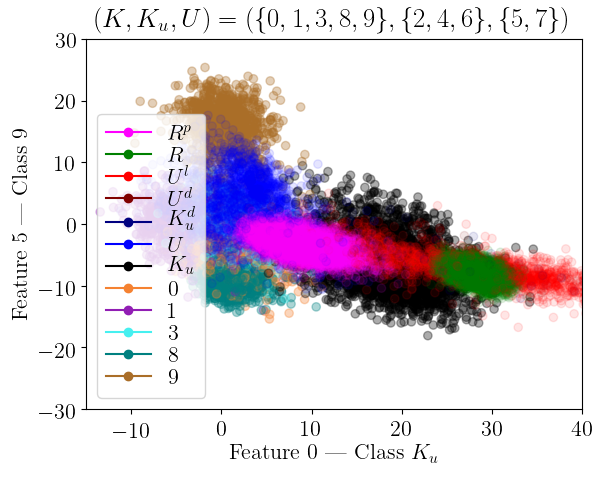 (K, K_u, U) = ({0, 1, 3, 8, 9}, {2, 4, 6}, {5, 7})
30
20
10
0
−10
−20
−30
Feature 5 — Class 9
R^p
R
U^l
U^d
K_u^d
U
K_u
0
1
3
8
9
−10 0 10 20 30 40
Feature 0 — Class K_u